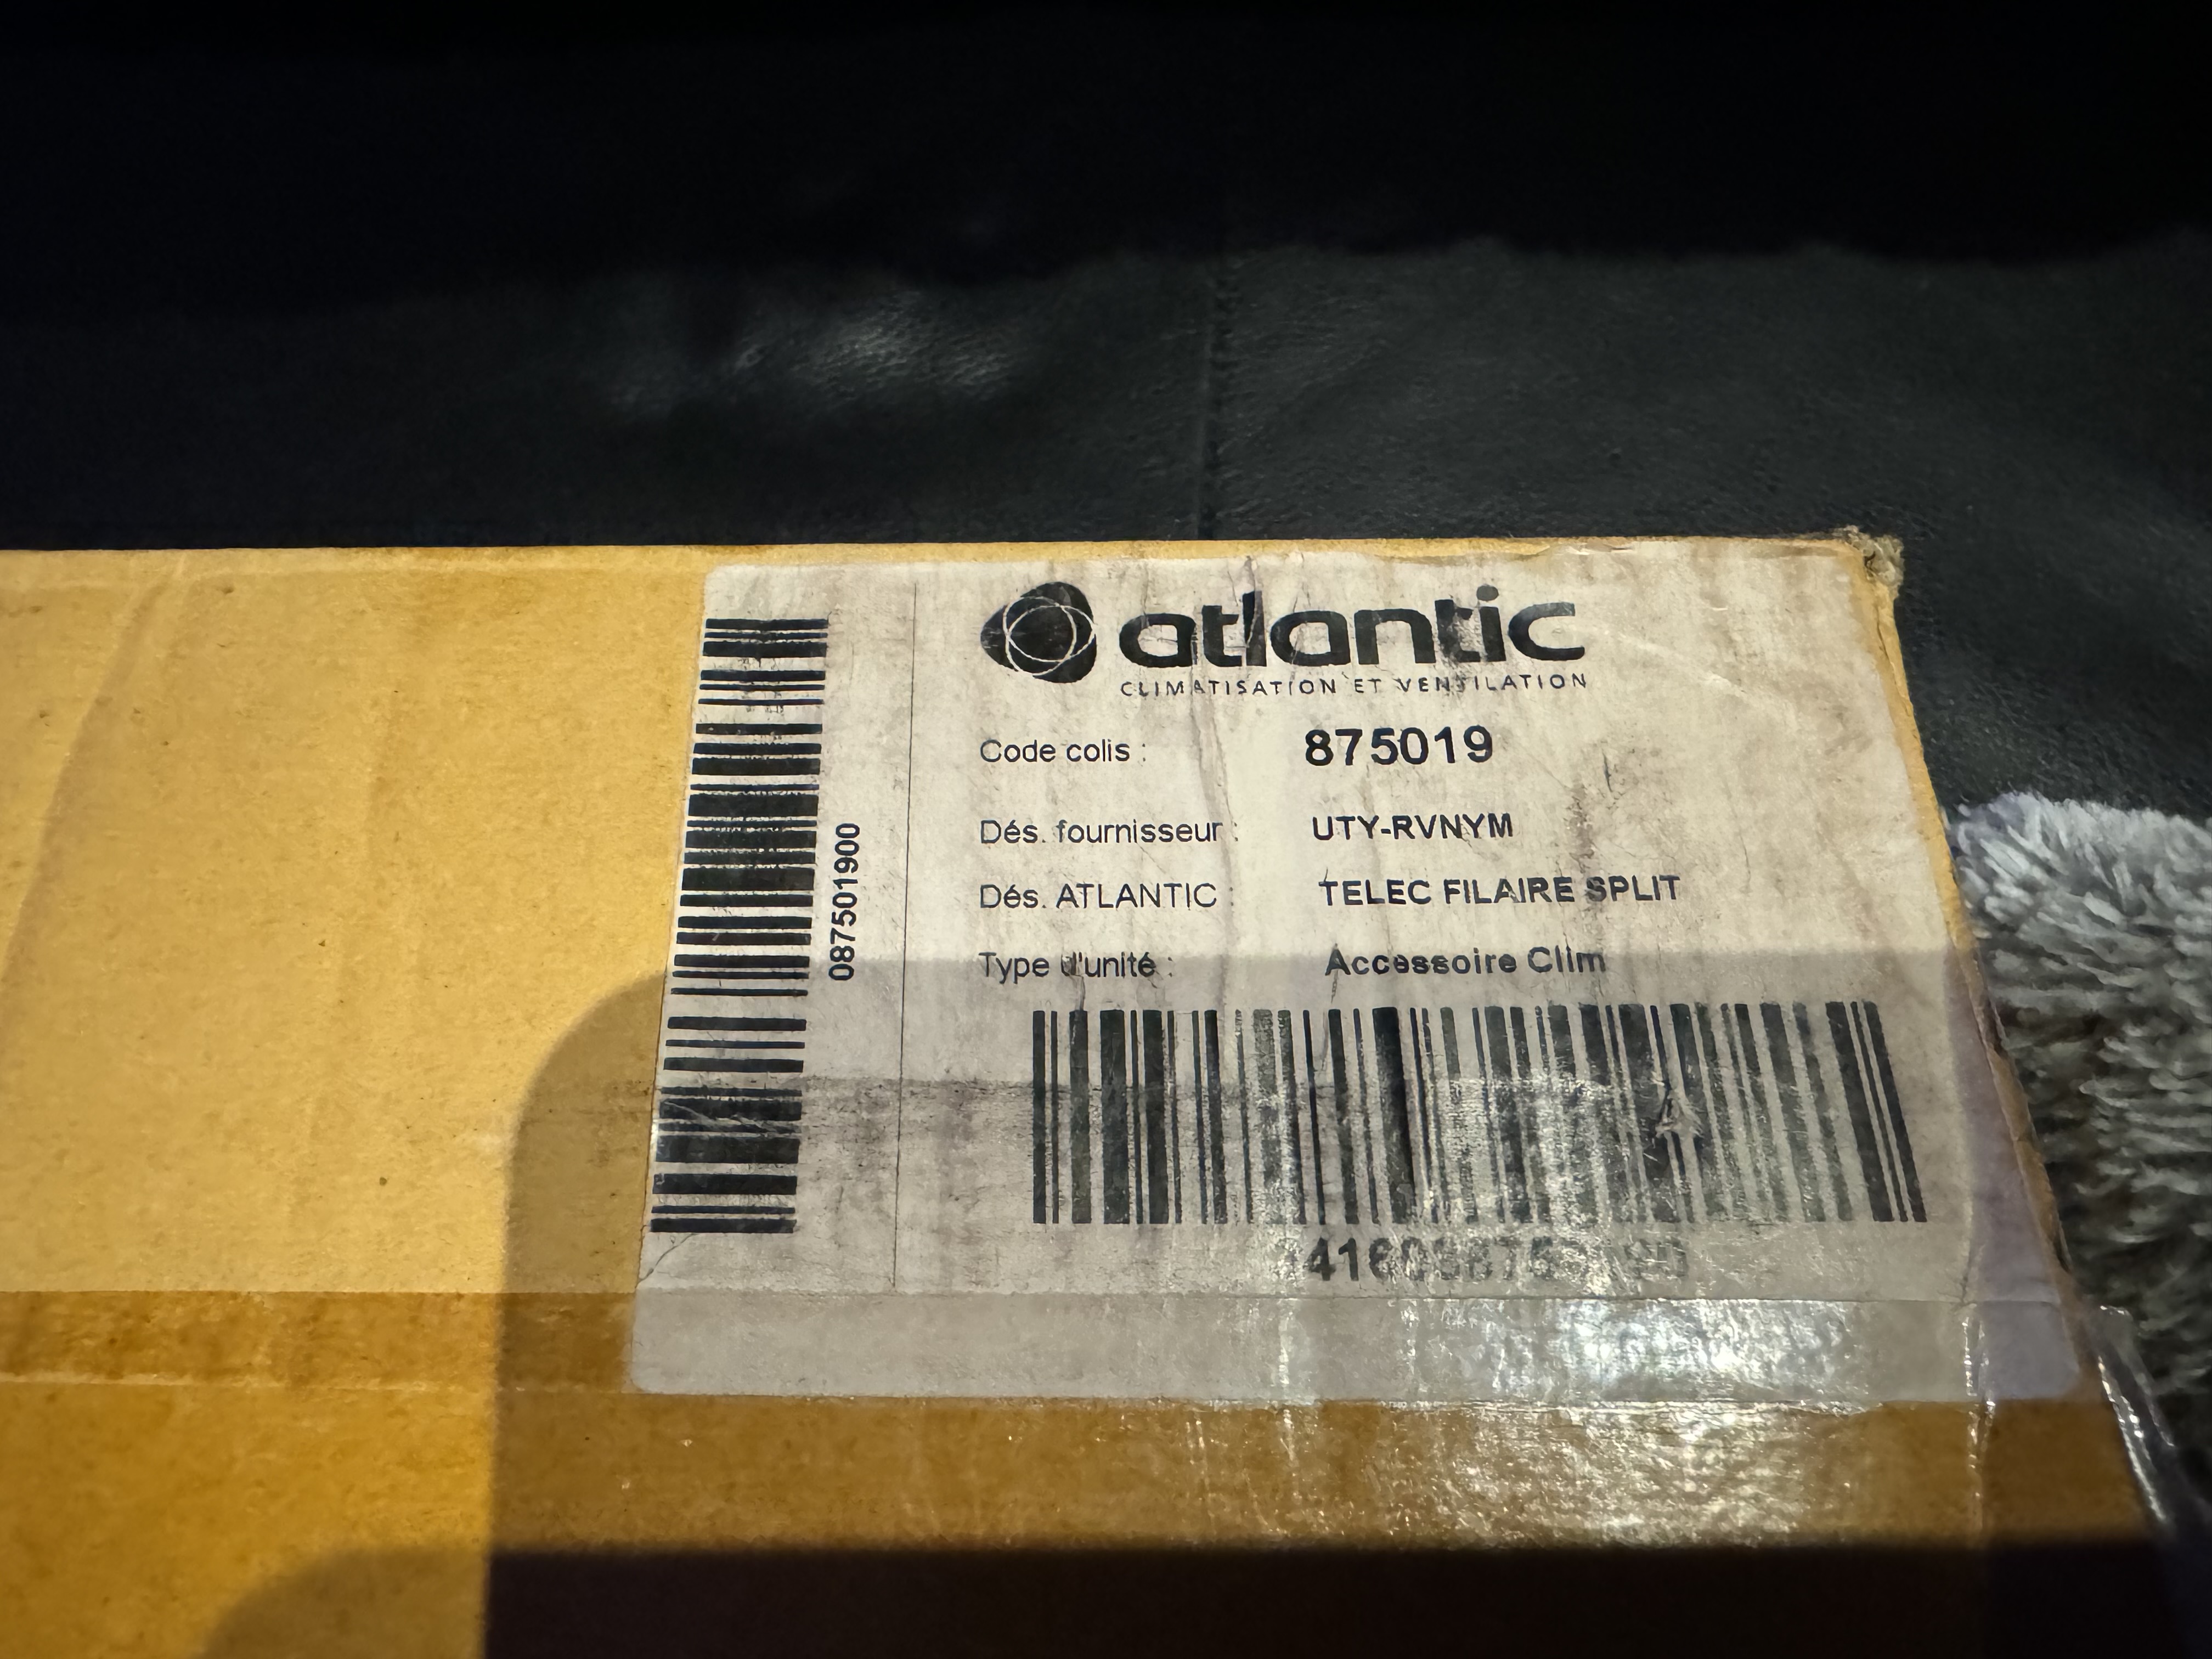 atlantic
CLIMATISATION ET VENTILATION
Code colis : 875019
Dés. fournisseur : UTY-RVNYM
Dés. ATLANTIC : TELEC FILAIRE SPLIT
Type d'unité : Accessoire Clim
087501900